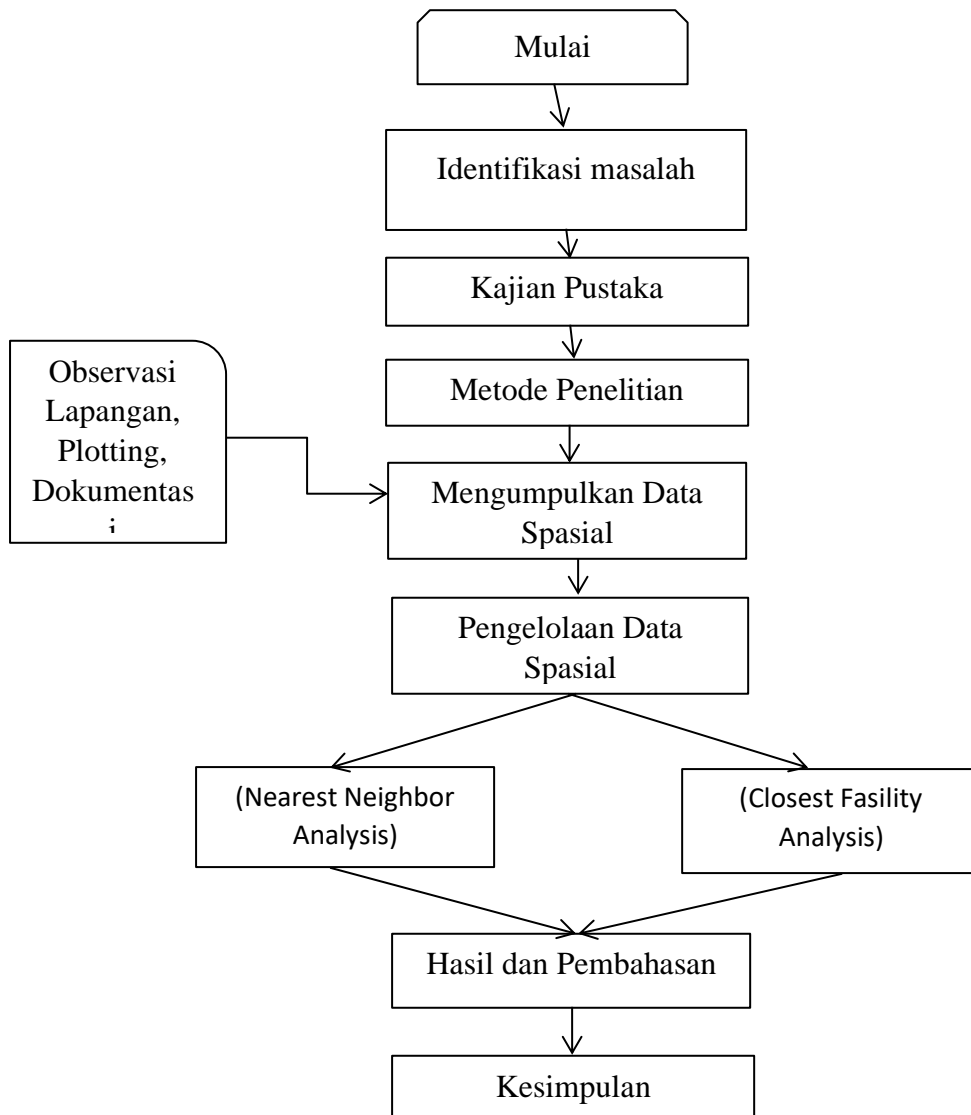 Mulai
Identifikasi masalah
Kajian Pustaka
Metode Penelitian
Observasi
Lapangan,
Plotting,
Dokumentas
i
Mengumpulkan Data
Spasial
Pengelolaan Data
Spasial
(Nearest Neighbor
Analysis)
(Closest Fasility
Analysis)
Hasil dan Pembahasan
Kesimpulan